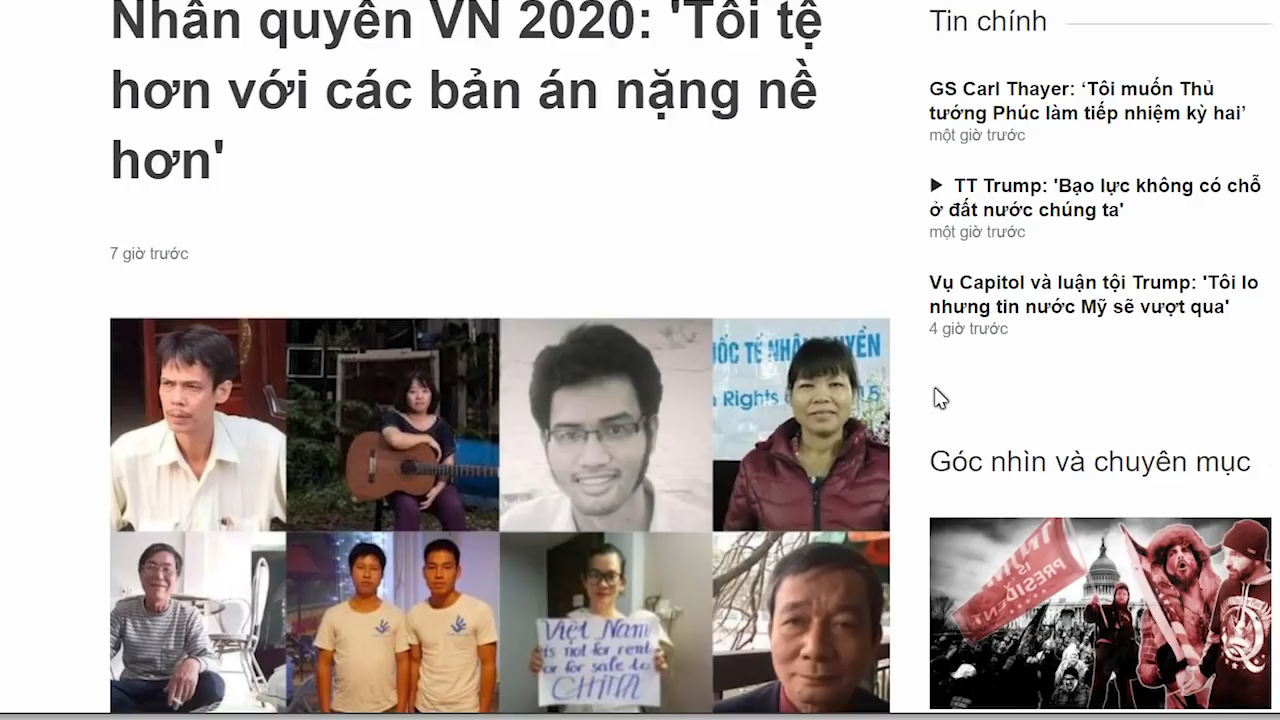 Nhân quyền VN 2020: 'Tồi tệ
hơn với các bản án nặng nề
hơn'
7 giờ trước
Tin chính
GS Carl Thayer: ‘Tôi muốn Thủ
tướng Phúc làm tiếp nhiệm kỳ hai’
một giờ trước
TT Trump: 'Bạo lực không có chỗ
ở đất nước chúng ta'
một giờ trước
Vụ Capitol và luận tội Trump: 'Tôi lo
nhưng tin nước Mỹ sẽ vượt qua'
4 giờ trước
Góc nhìn và chuyên mục
Rights
Việt Nam
is not for rent
or for sale to
CHINA
IS